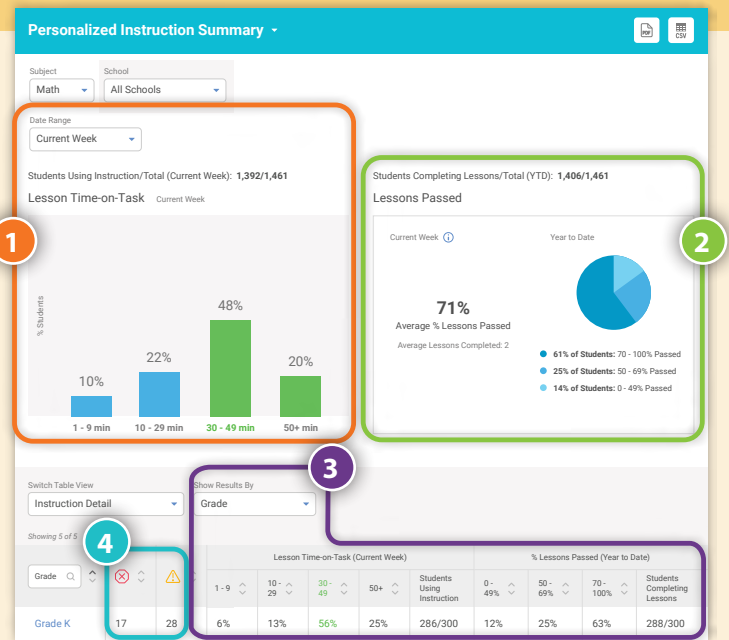 Personalized Instruction Summary
PDF
CSV
Subject
School
Math
All Schools
Date Range
Current Week
Students Using Instruction/Total (Current Week): 1,392/1,461
Lesson Time-on-Task Current Week
% Students
10%
22%
48%
20%
1 - 9 min
10 - 29 min
30 - 49 min
50+ min
1
Students Completing Lessons/Total (YTD): 1,406/1,461
Lessons Passed
Current Week
Year to Date
71%
Average % Lessons Passed
Average Lessons Completed: 2
61% of Students: 70 - 100% Passed
25% of Students: 50 - 69% Passed
14% of Students: 0 - 49% Passed
2
3
Switch Table View
Show Results By
Instruction Detail
Grade
Showing 5 of 5
4
Lesson Time-on-Task (Current Week)
% Lessons Passed (Year to Date)
Grade
1 - 9
10 - 29
30 - 49
50+
Students Using Instruction
0 - 49%
50 - 69%
70 - 100%
Students Completing Lessons
Grade K 17 28 6% 13% 56% 25% 286/300 12% 25% 63% 288/300